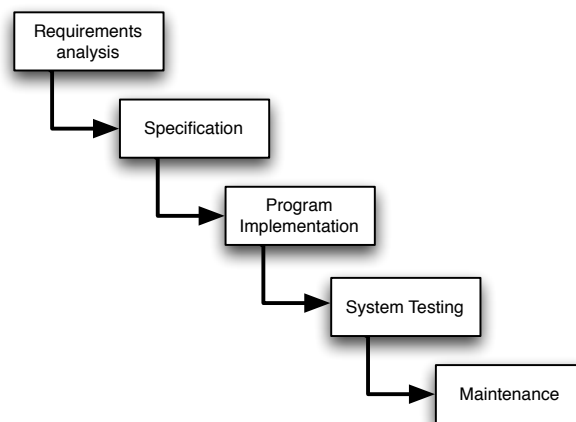 Requirements
analysis
Specification
Program
Implementation
System Testing
Maintenance